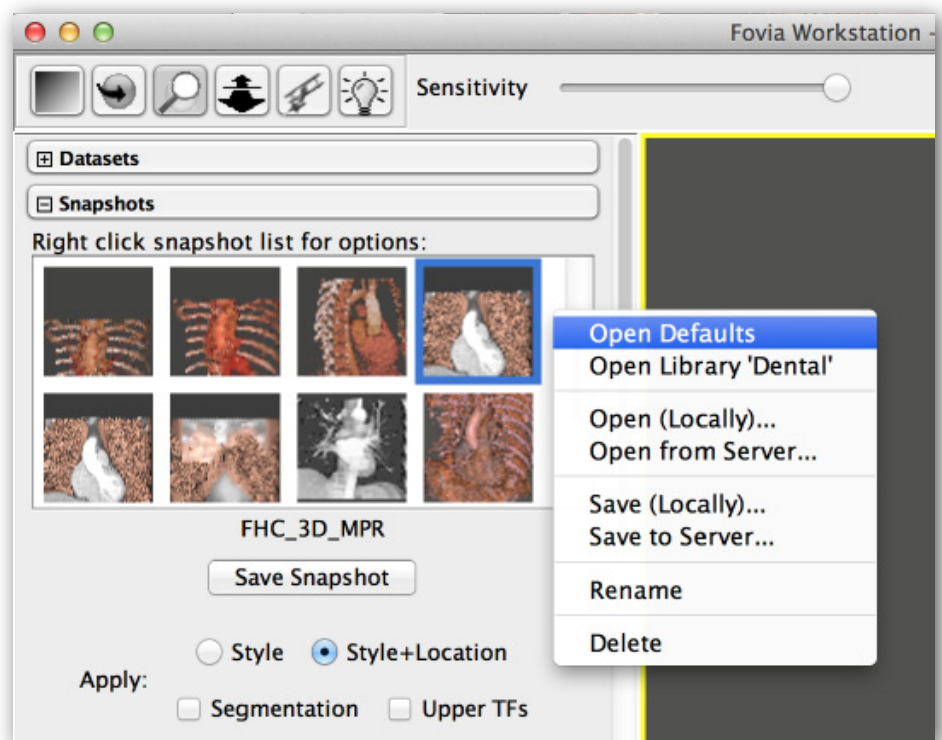 Fovia Workstation -
Sensitivity
Datasets
Snapshots
Right click snapshot list for options:
FHC_3D_MPR
Save Snapshot
Apply:
Style
Style+Location
Segmentation
Upper TFs
Open Defaults
Open Library 'Dental'
Open (Locally)...
Open from Server...
Save (Locally)...
Save to Server...
Rename
Delete